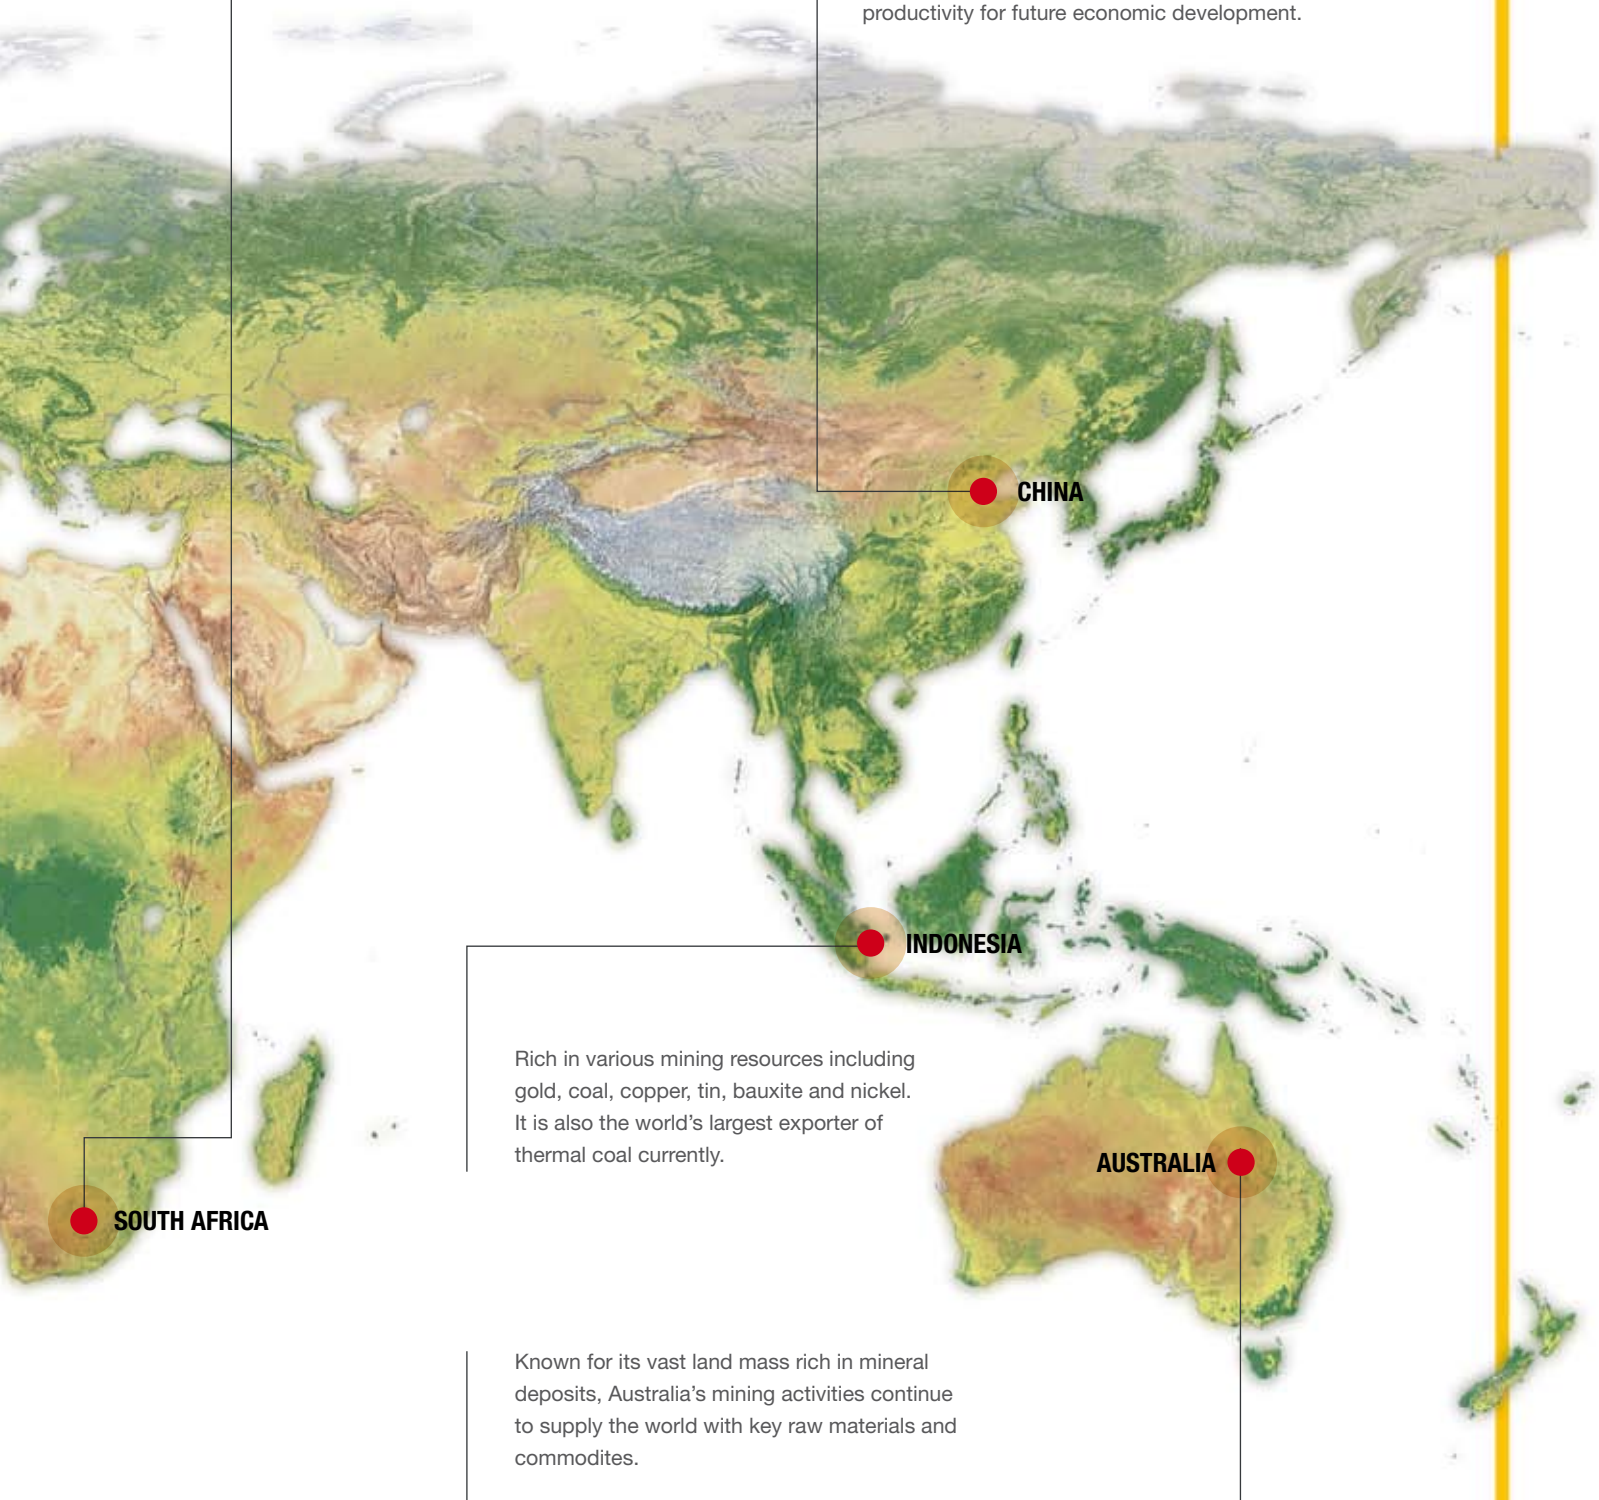 productivity for future economic development.
CHINA
INDONESIA
Rich in various mining resources including
gold, coal, copper, tin, bauxite and nickel.
It is also the world’s largest exporter of
thermal coal currently.
AUSTRALIA
SOUTH AFRICA
Known for its vast land mass rich in mineral
deposits, Australia’s mining activities continue
to supply the world with key raw materials and
commodites.